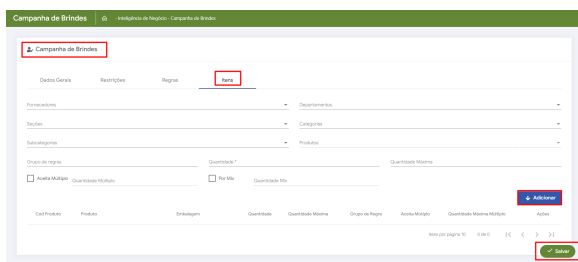 Campanha de Brindes - Inteligência de Negócio - Campanha de Brindes
Campanha de Brindes
Dados Gerais Restrições Regras Itens
Fornecedores Departamentos
Seções Categorias
Subcategorias Produtos
Grupo de regras Quantidade * Quantidade Máxima
Aceita Múltiplo Quantidade Múltiplo Por Mix Quantidade Mix
Adicionar
Cod Produto Produto Embalagem Quantidade Quantidade Máxima Grupo de Regra Aceita Múltiplo Quantidade Máxima Múltiplo Ações
Itens por página 10 0 de 0
Salvar